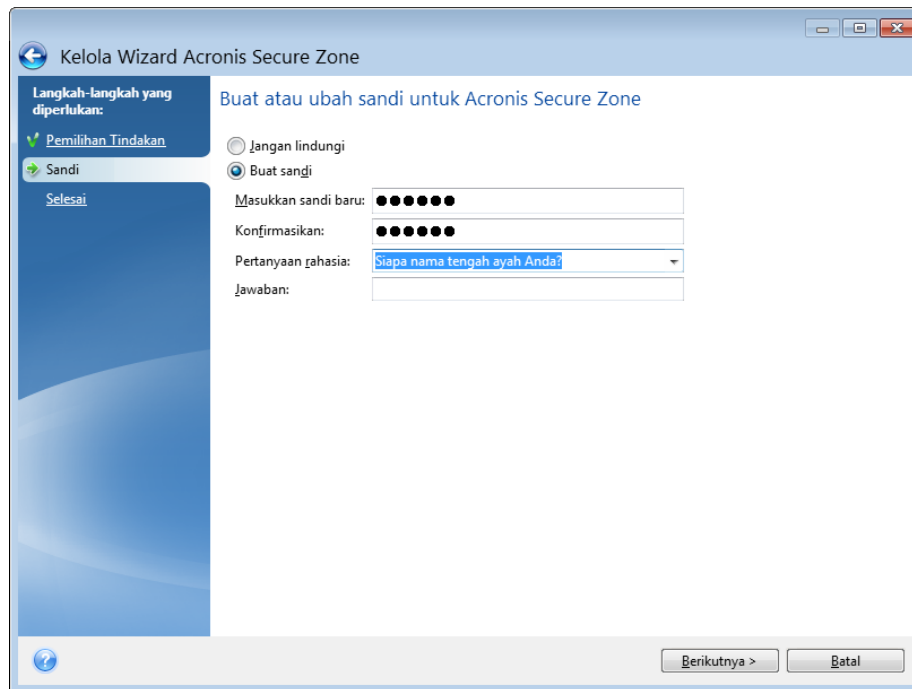 Kelola Wizard Acronis Secure Zone
Langkah-langkah yang
diperlukan:
Pemilihan Tindakan
Sandi
Selesai
Buat atau ubah sandi untuk Acronis Secure Zone
Jangan lindungi
Buat sandi
Masukkan sandi baru: ●●●●●●
Konfirmasikan: ●●●●●●
Pertanyaan rahasia: Siapa nama tengah ayah Anda?
Jawaban:
Berikutnya > Batal